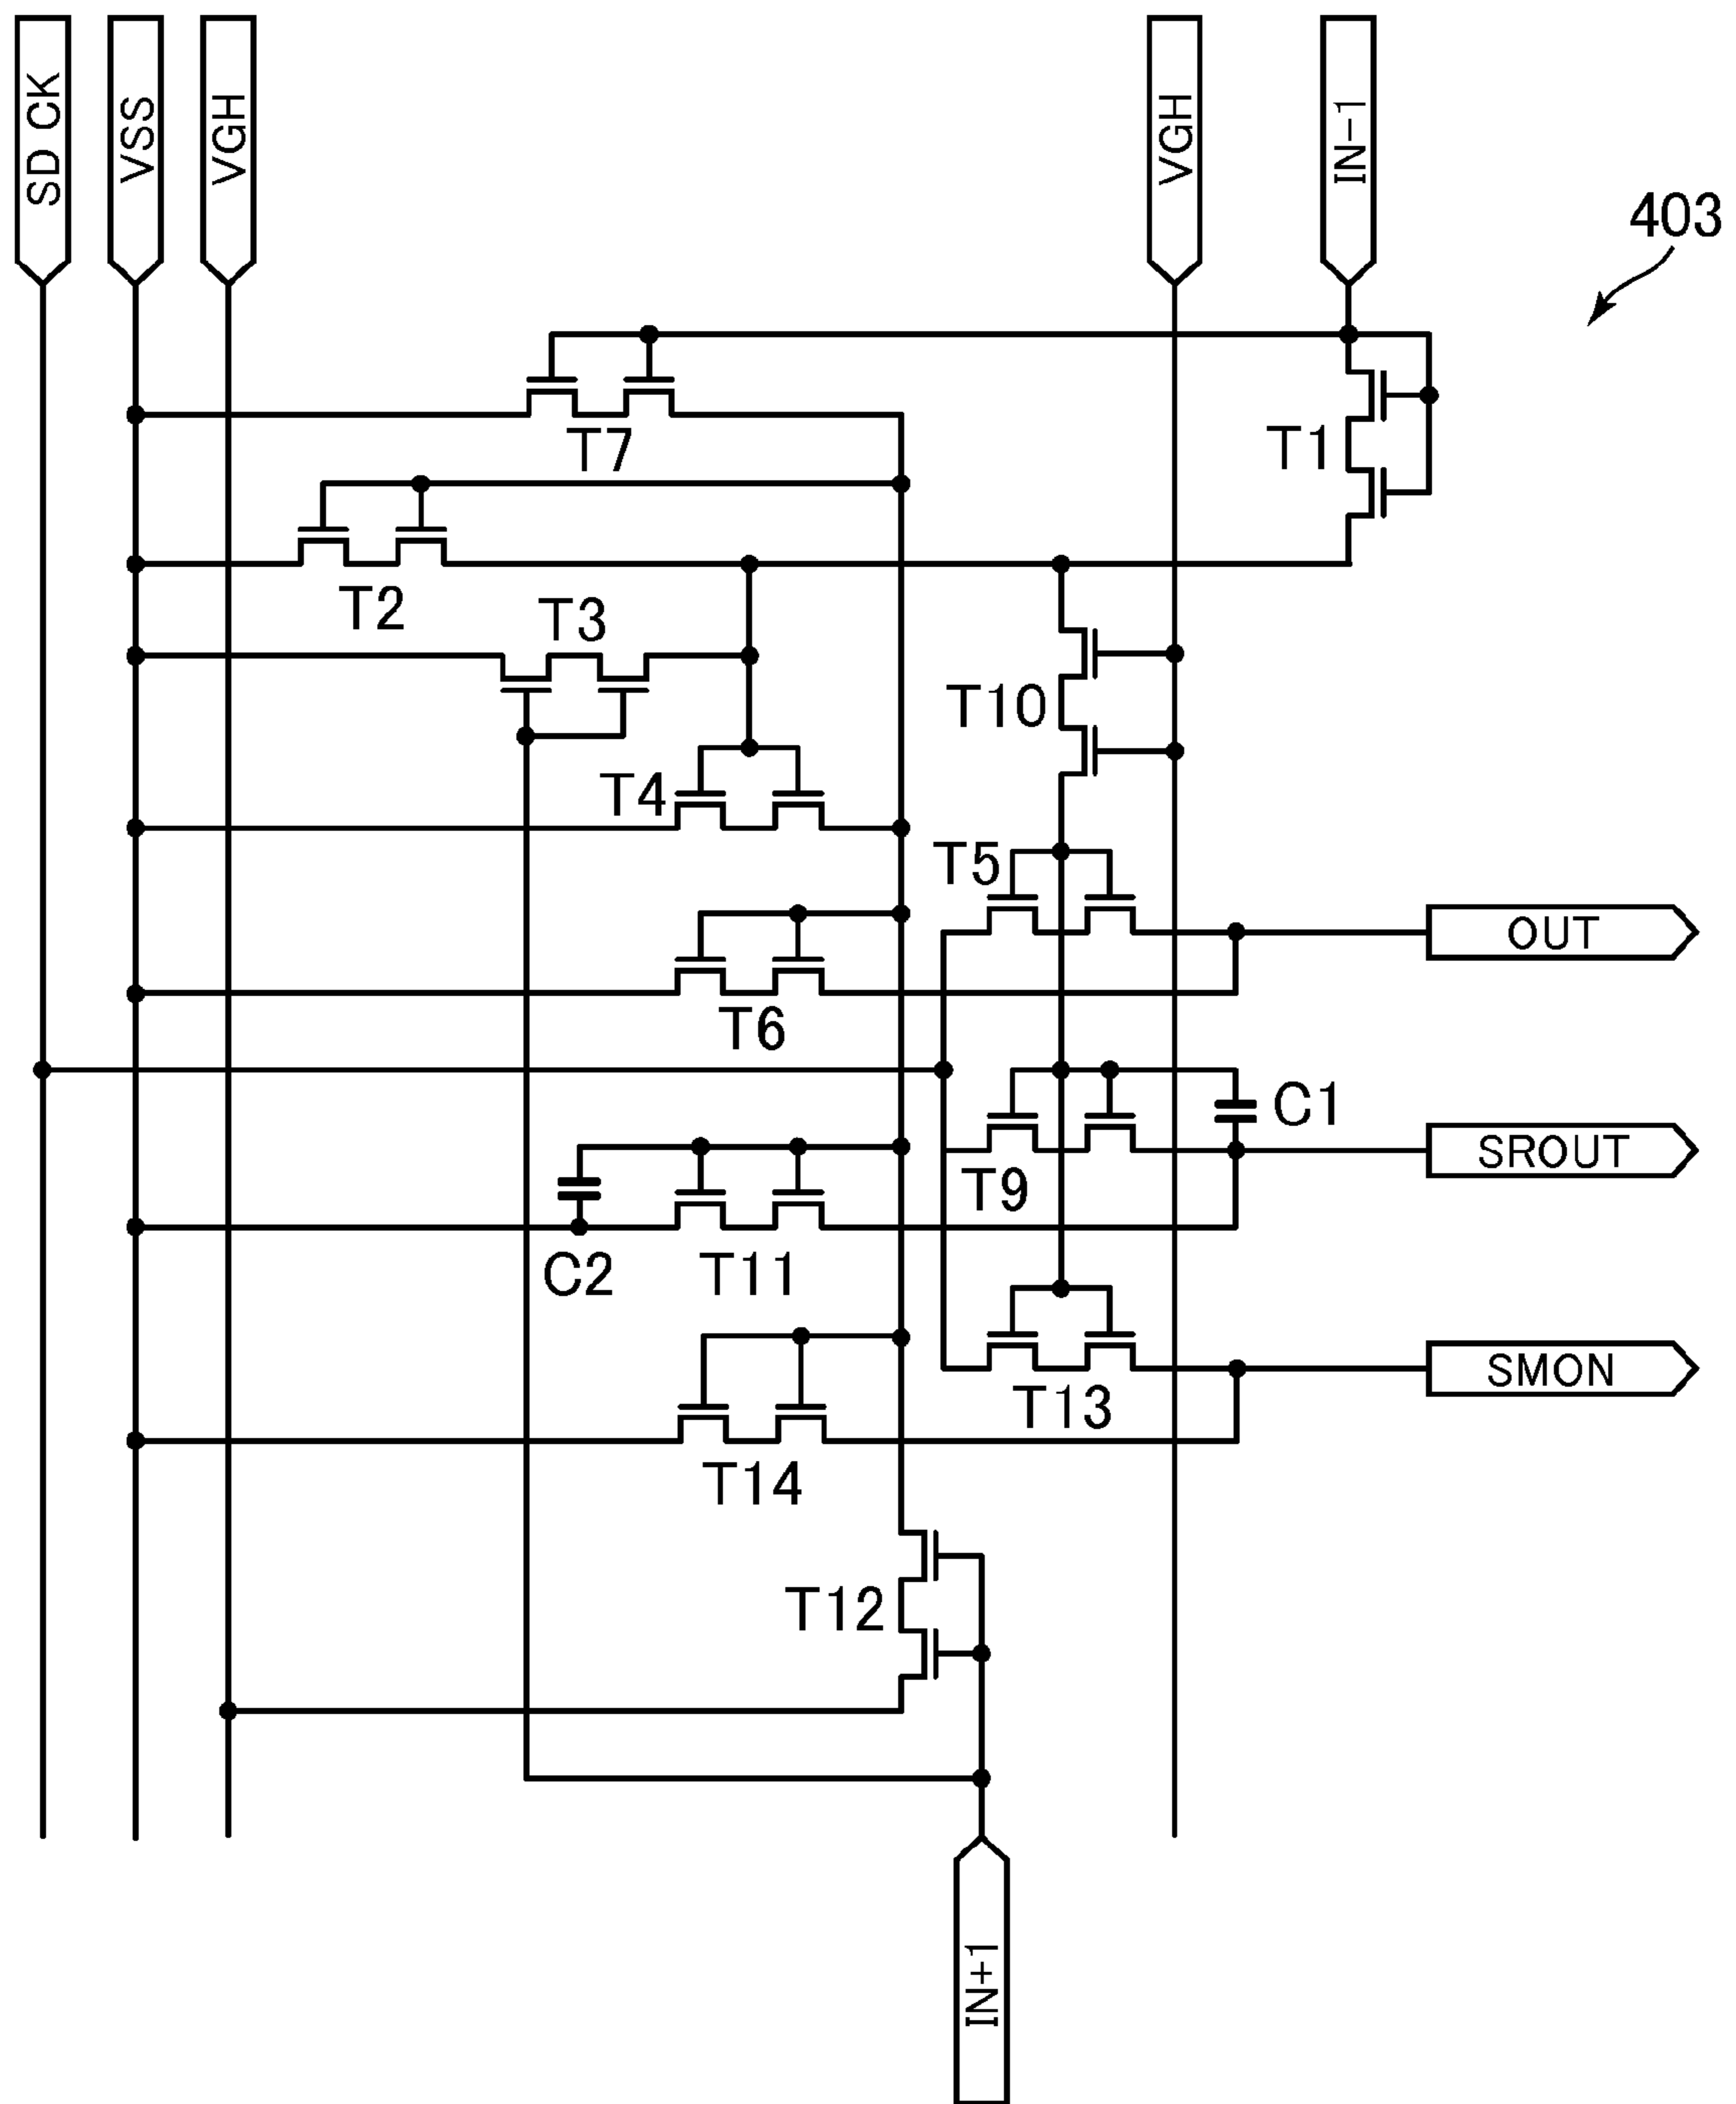 SD CK
VSS
VGH
VGH
IN-1
403
T1
T7
T2
T3
T10
T4
T5
OUT
T6
C1
SROUT
T9
C2
T11
SMON
T13
T14
T12
IN+1